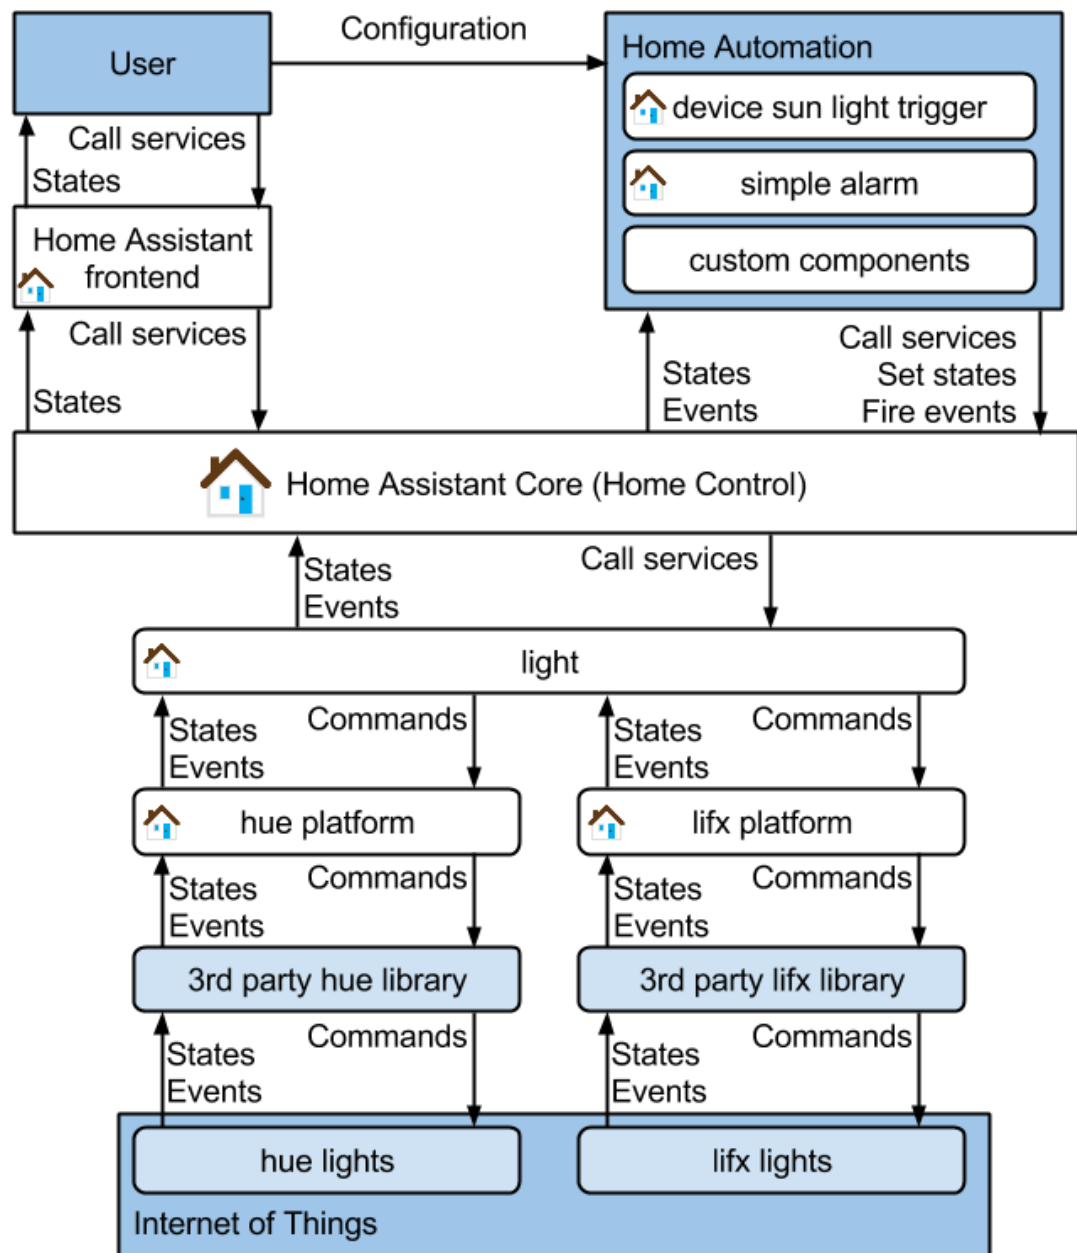 Configuration
User
Home Automation
device sun light trigger
simple alarm
custom components
Call services
States
Home Assistant
frontend
Call services
States
States
Events
Call services
Set states
Fire events
Home Assistant Core (Home Control)
States
Events
Call services
light
States
Events
Commands
States
Events
Commands
hue platform
lifx platform
States
Events
Commands
States
Events
Commands
3rd party hue library
3rd party lifx library
States
Events
Commands
States
Events
Commands
hue lights
lifx lights
Internet of Things